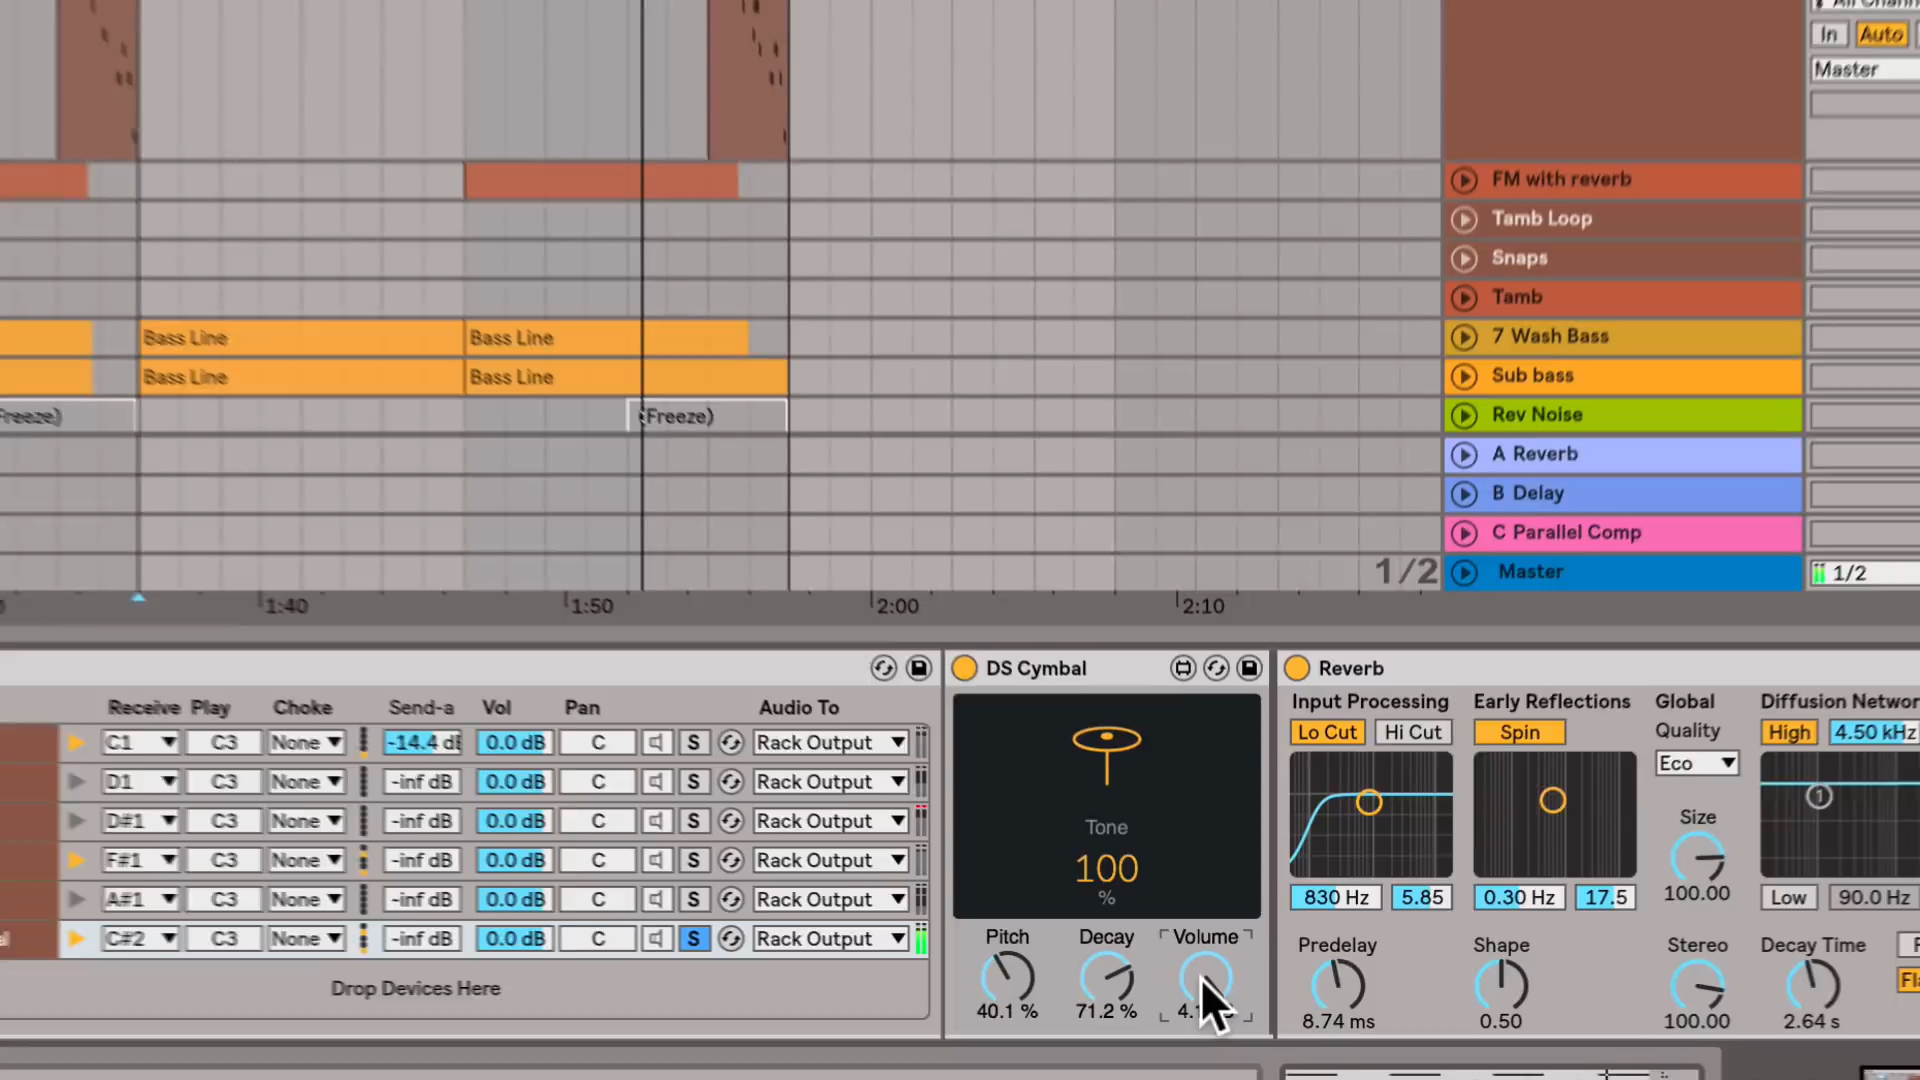 In Auto
Master
FM with reverb
Tamb Loop
Snaps
Tamb
Bass Line Bass Line 7 Wash Bass
Bass Line Bass Line Sub bass
Freeze) (Freeze) Rev Noise
A Reverb
B Delay
C Parallel Comp
1/2 Master 1/2
1:40 1:50 2:00 2:10
DS Cymbal Reverb
Receive Play Choke Send-a Vol Pan Audio To
C1 C3 None -14.4 dB 0.0 dB C S Rack Output
D1 C3 None -inf dB 0.0 dB C S Rack Output
D#1 C3 None -inf dB 0.0 dB C S Rack Output
F#1 C3 None -inf dB 0.0 dB C S Rack Output
A#1 C3 None -inf dB 0.0 dB C S Rack Output
C#2 C3 None -inf dB 0.0 dB C S Rack Output
Drop Devices Here
Tone
100
%
Pitch Decay Volume
40.1 % 71.2 %
Input Processing Early Reflections Global Diffusion Networ
Lo Cut Hi Cut Spin Quality High 4.50 kHz
Eco
1
Size
100.00
830 Hz 5.85 0.30 Hz 17.5 Low 90.0 Hz
Predelay Shape Stereo Decay Time
8.74 ms 0.50 100.00 2.64 s